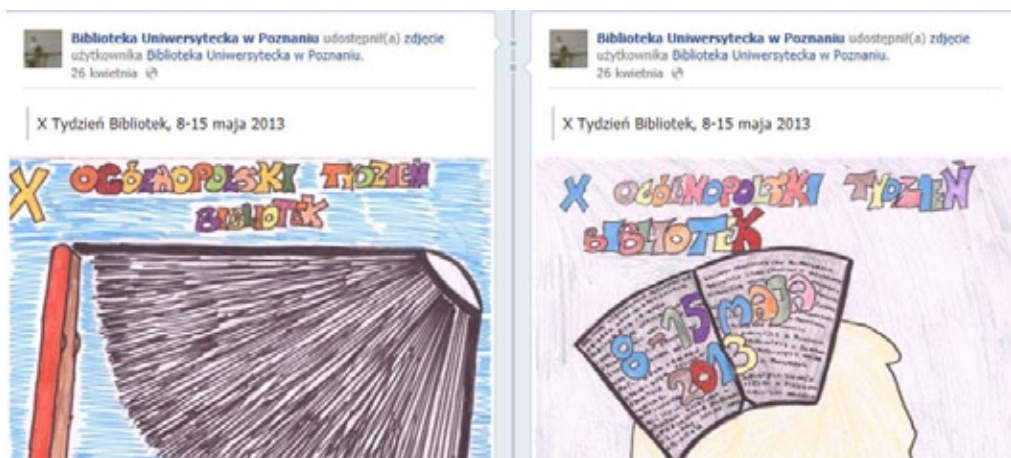 Biblioteka Uniwersytecka w Poznaniu udostępnił(a) zdjęcie
użytkownika Biblioteka Uniwersytecka w Poznaniu.
26 kwietnia
X Tydzień Bibliotek, 8-15 maja 2013
X OGÓLNOPOLSKI TYDZIEŃ
BIBLIOTEK
Biblioteka Uniwersytecka w Poznaniu udostępnił(a) zdjęcie
użytkownika Biblioteka Uniwersytecka w Poznaniu.
26 kwietnia
X Tydzień Bibliotek, 8-15 maja 2013
X OGÓLNOPOLSKI TYDZIEŃ
BIBLIOTEK
8-15 MAJA
2013